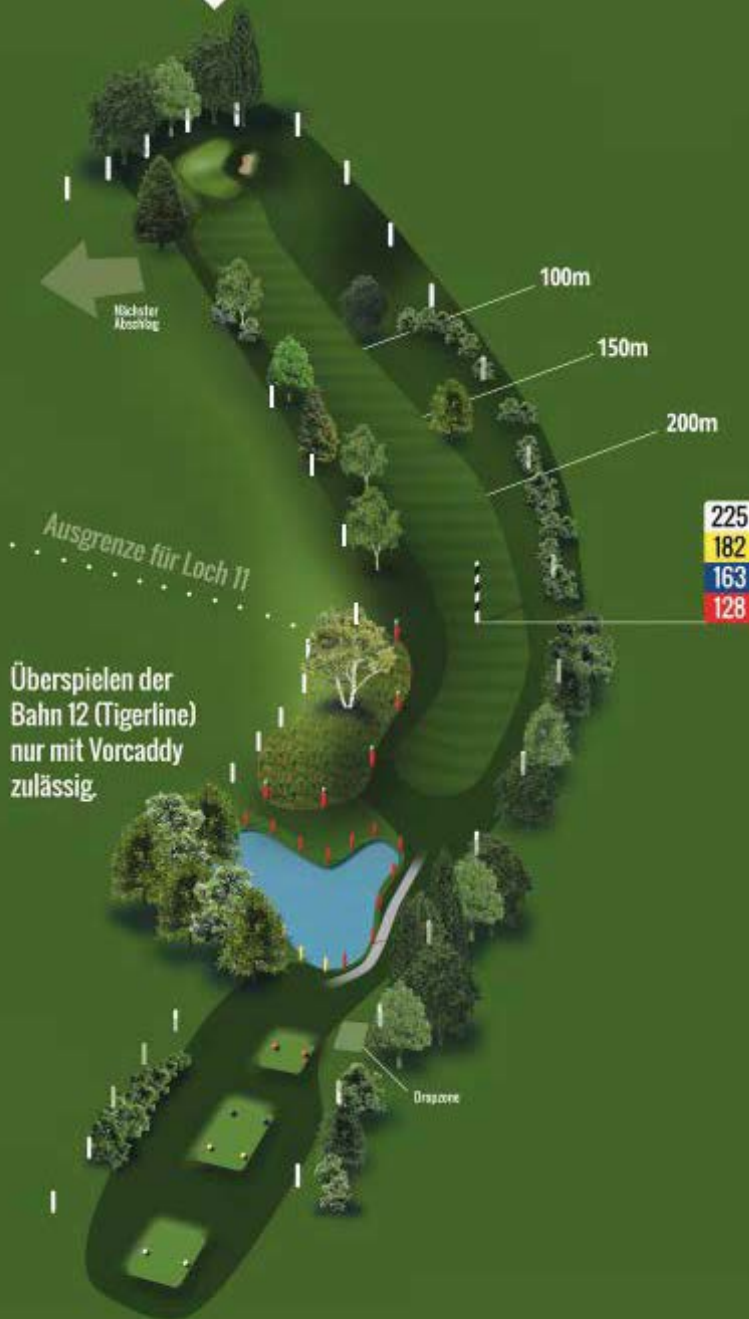 100m
Nächster
Abschlag
150m
200m
225
182
163
128
Ausgrenze für Loch 11
Überspielen der
Bahn 12 (Tigerline)
nur mit Vorcaddy
zulässig.
Dropzone